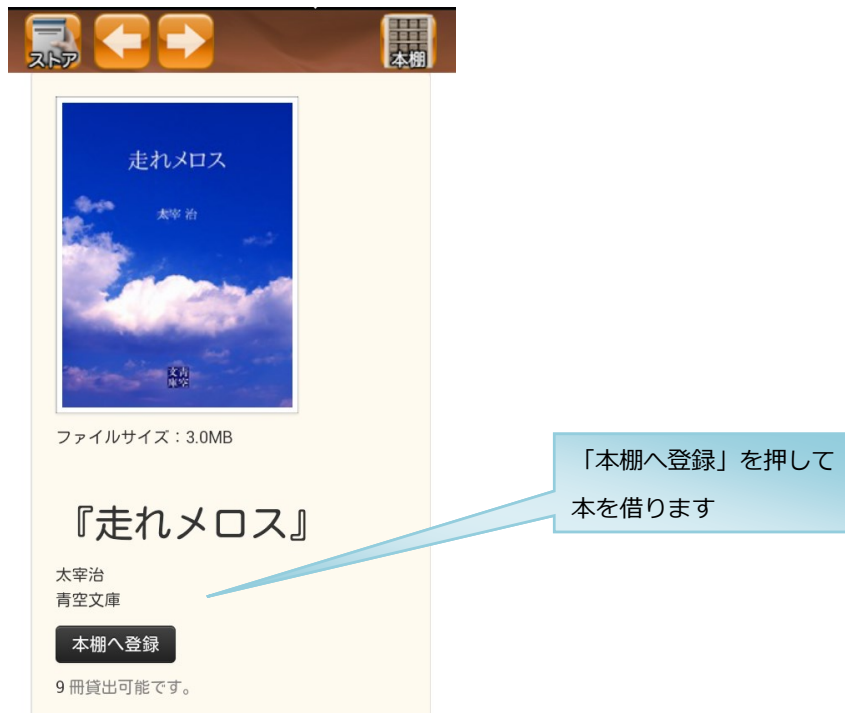 ストア
本棚
走れメロス
太宰 治
青空
文庫
ファイルサイズ：3.0MB
『走れメロス』
太宰治
青空文庫
本棚へ登録
9 冊貸出可能です。
「本棚へ登録」を押して
本を借ります